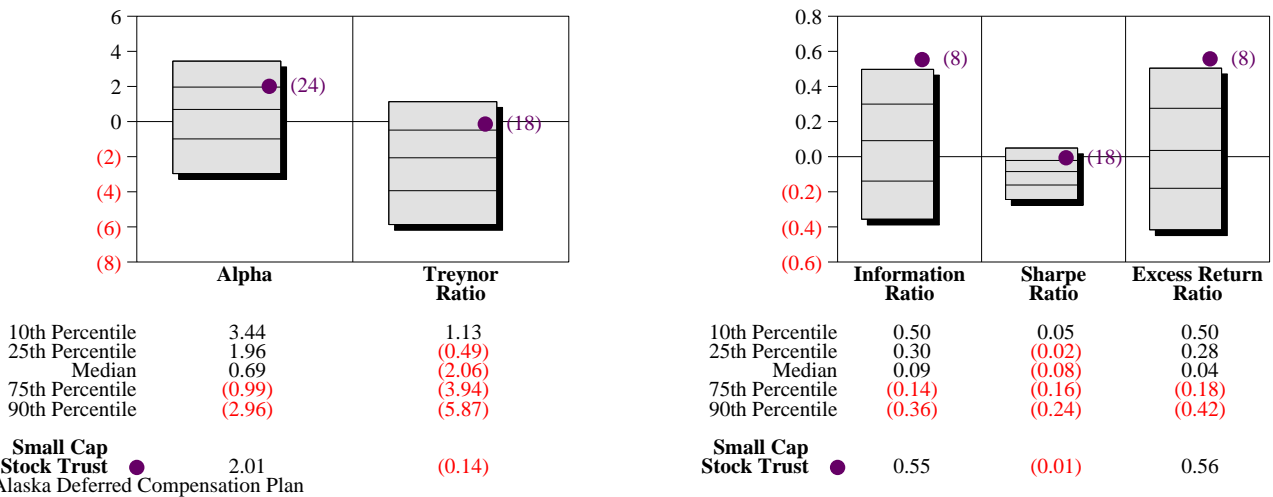 6
4
2
0
(2)
(4)
(6)
(8)
(24)
(18)
Alpha
Treynor
Ratio
10th Percentile 3.44 1.13
25th Percentile 1.96 (0.49)
Median 0.69 (2.06)
75th Percentile (0.99) (3.94)
90th Percentile (2.96) (5.87)
Small Cap
Stock Trust 2.01 (0.14)
0.8
0.6
0.4
0.2
0.0
(0.2)
(0.4)
(0.6)
(8)
(18)
(8)
Information
Ratio
Sharpe
Ratio
Excess Return
Ratio
10th Percentile 0.50 0.05 0.50
25th Percentile 0.30 (0.02) 0.28
Median 0.09 (0.08) 0.04
75th Percentile (0.14) (0.16) (0.18)
90th Percentile (0.36) (0.24) (0.42)
Small Cap
Stock Trust 0.55 (0.01) 0.56
Alaska Deferred Compensation Plan